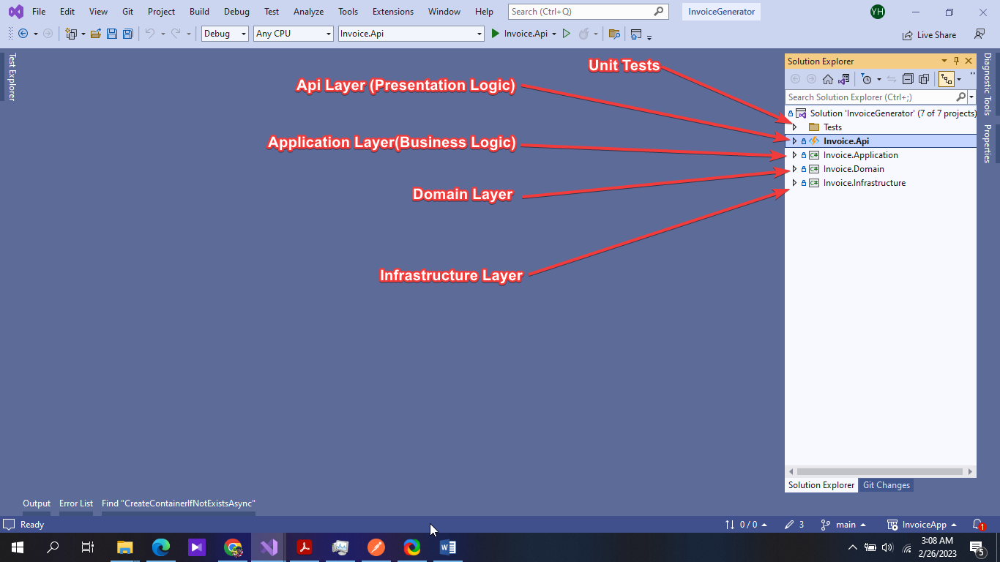 File Edit View Git Project Build Debug Test Analyze Tools Extensions Window Help Search (Ctrl+Q) InvoiceGenerator YH
Debug Any CPU Invoice.Api Invoice.Api Live Share
Test Explorer
Unit Tests
Api Layer (Presentation Logic)
Application Layer(Business Logic)
Domain Layer
Infrastructure Layer
Solution Explorer
Search Solution Explorer (Ctrl+;)
Solution 'InvoiceGenerator' (7 of 7 projects)
Tests
Invoice.Api
C# Invoice.Application
C# Invoice.Domain
C# Invoice.Infrastructure
Solution Explorer Git Changes
Diagnostic Tools
Properties
Output Error List Find "CreateContainerIfNotExistsAsync"
Ready 0 / 0 3 main InvoiceApp 1
3:08 AM
2/26/2023 5